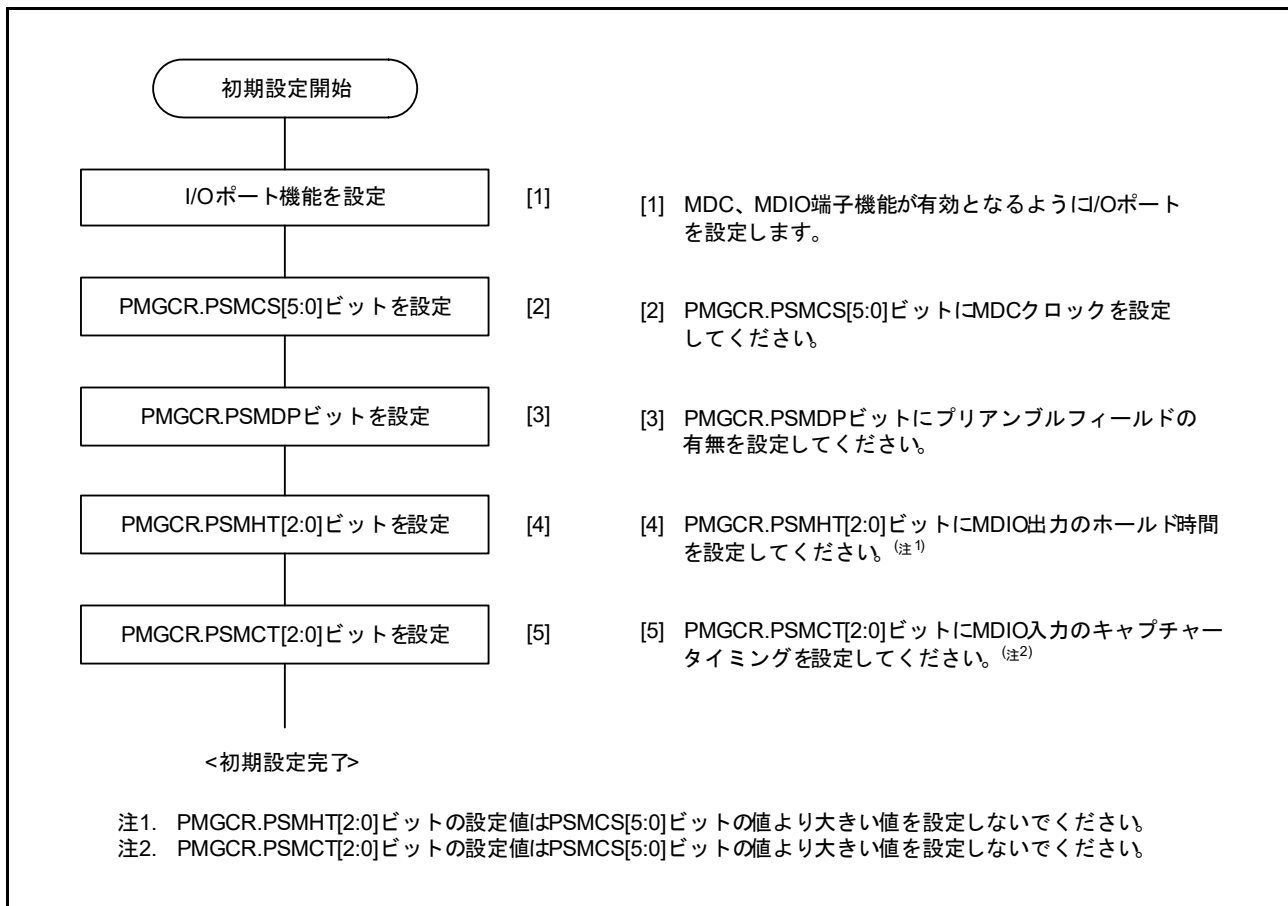 初期設定開始
I/Oポート機能を設定
[1]
[1] MDC、MDIO端子機能が有効となるようにI/Oポート
を設定します。
PMGCR.PSMCS[5:0]ビットを設定
[2]
[2] PMGCR.PSMCS[5:0]ビットにMDCクロックを設定
してください。
PMGCR.PSMDPビットを設定
[3]
[3] PMGCR.PSMDPビットにプリアンブルフィールドの
有無を設定してください。
PMGCR.PSMHT[2:0]ビットを設定
[4]
[4] PMGCR.PSMHT[2:0]ビットにMDIO出力のホールド時間
を設定してください。(注1)
PMGCR.PSMCT[2:0]ビットを設定
[5]
[5] PMGCR.PSMCT[2:0]ビットにMDIO入力のキャプチャー
タイミングを設定してください。(注2)
<初期設定完了>
注1. PMGCR.PSMHT[2:0]ビットの設定値はPSMCS[5:0]ビットの値より大きい値を設定しないでください。
注2. PMGCR.PSMCT[2:0]ビットの設定値はPSMCS[5:0]ビットの値より大きい値を設定しないでください。